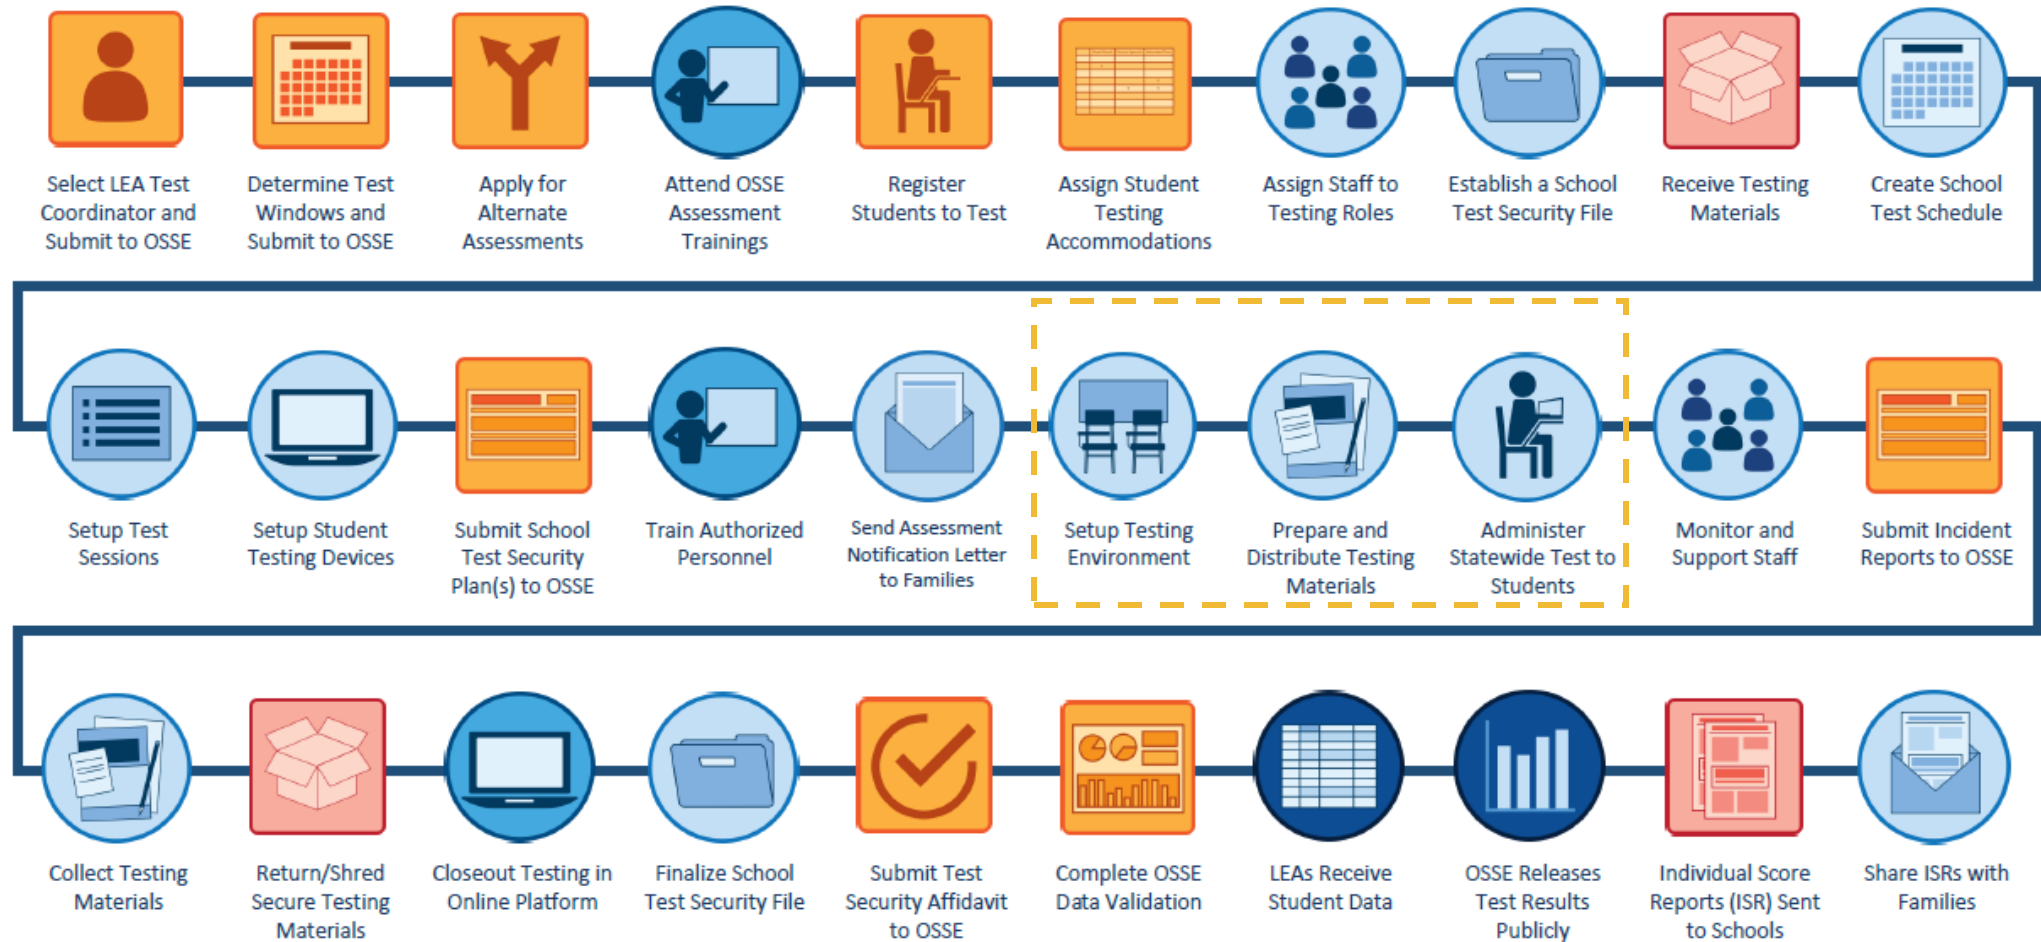 Select LEA Test
Coordinator and
Submit to OSSE
Determine Test
Windows and
Submit to OSSE
Apply for
Alternate
Assessments
Attend OSSE
Assessment
Trainings
Register
Students to Test
Assign Student
Testing
Accommodations
Assign Staff to
Testing Roles
Establish a School
Test Security File
Receive Testing
Materials
Create School
Test Schedule
Setup Test
Sessions
Setup Student
Testing Devices
Submit School
Test Security
Plan(s) to OSSE
Train Authorized
Personnel
Send Assessment
Notification Letter
to Families
Setup Testing
Environment
Prepare and
Distribute Testing
Materials
Administer
Statewide Test to
Students
Monitor and
Support Staff
Submit Incident
Reports to OSSE
Collect Testing
Materials
Return/Shred
Secure Testing
Materials
Closeout Testing in
Online Platform
Finalize School
Test Security File
Submit Test
Security Affidavit
to OSSE
Complete OSSE
Data Validation
LEAs Receive
Student Data
OSSE Releases
Test Results
Publicly
Individual Score
Reports (ISR) Sent
to Schools
Share ISRs with
Families